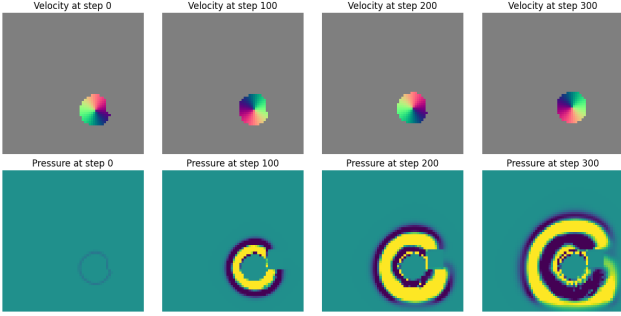 Velocity at step 0
Velocity at step 100
Velocity at step 200
Velocity at step 300
Pressure at step 0
Pressure at step 100
Pressure at step 200
Pressure at step 300